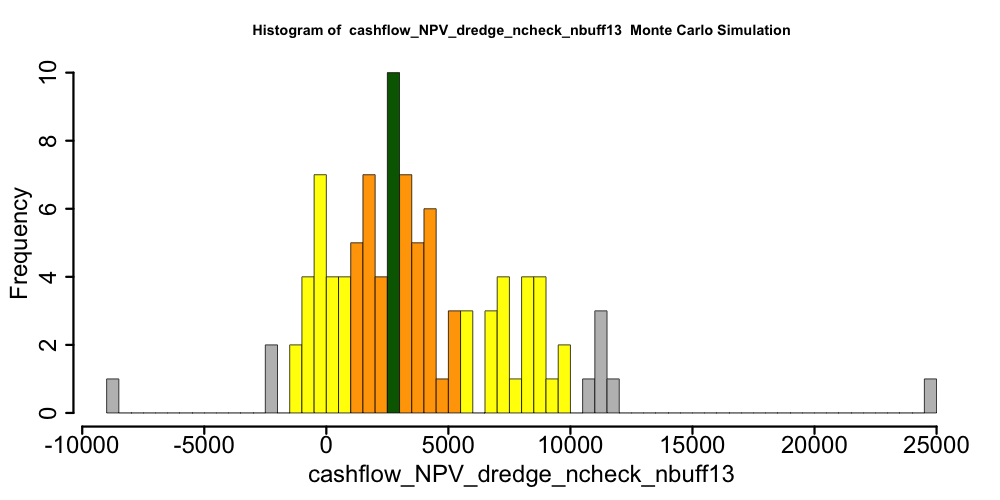 Histogram of  cashflow_NPV_dredge_ncheck_nbuff13  Monte Carlo Simulation
Frequency
10
8
6
4
2
0
-10000 -5000 0 5000 10000 15000 20000 25000
cashflow_NPV_dredge_ncheck_nbuff13